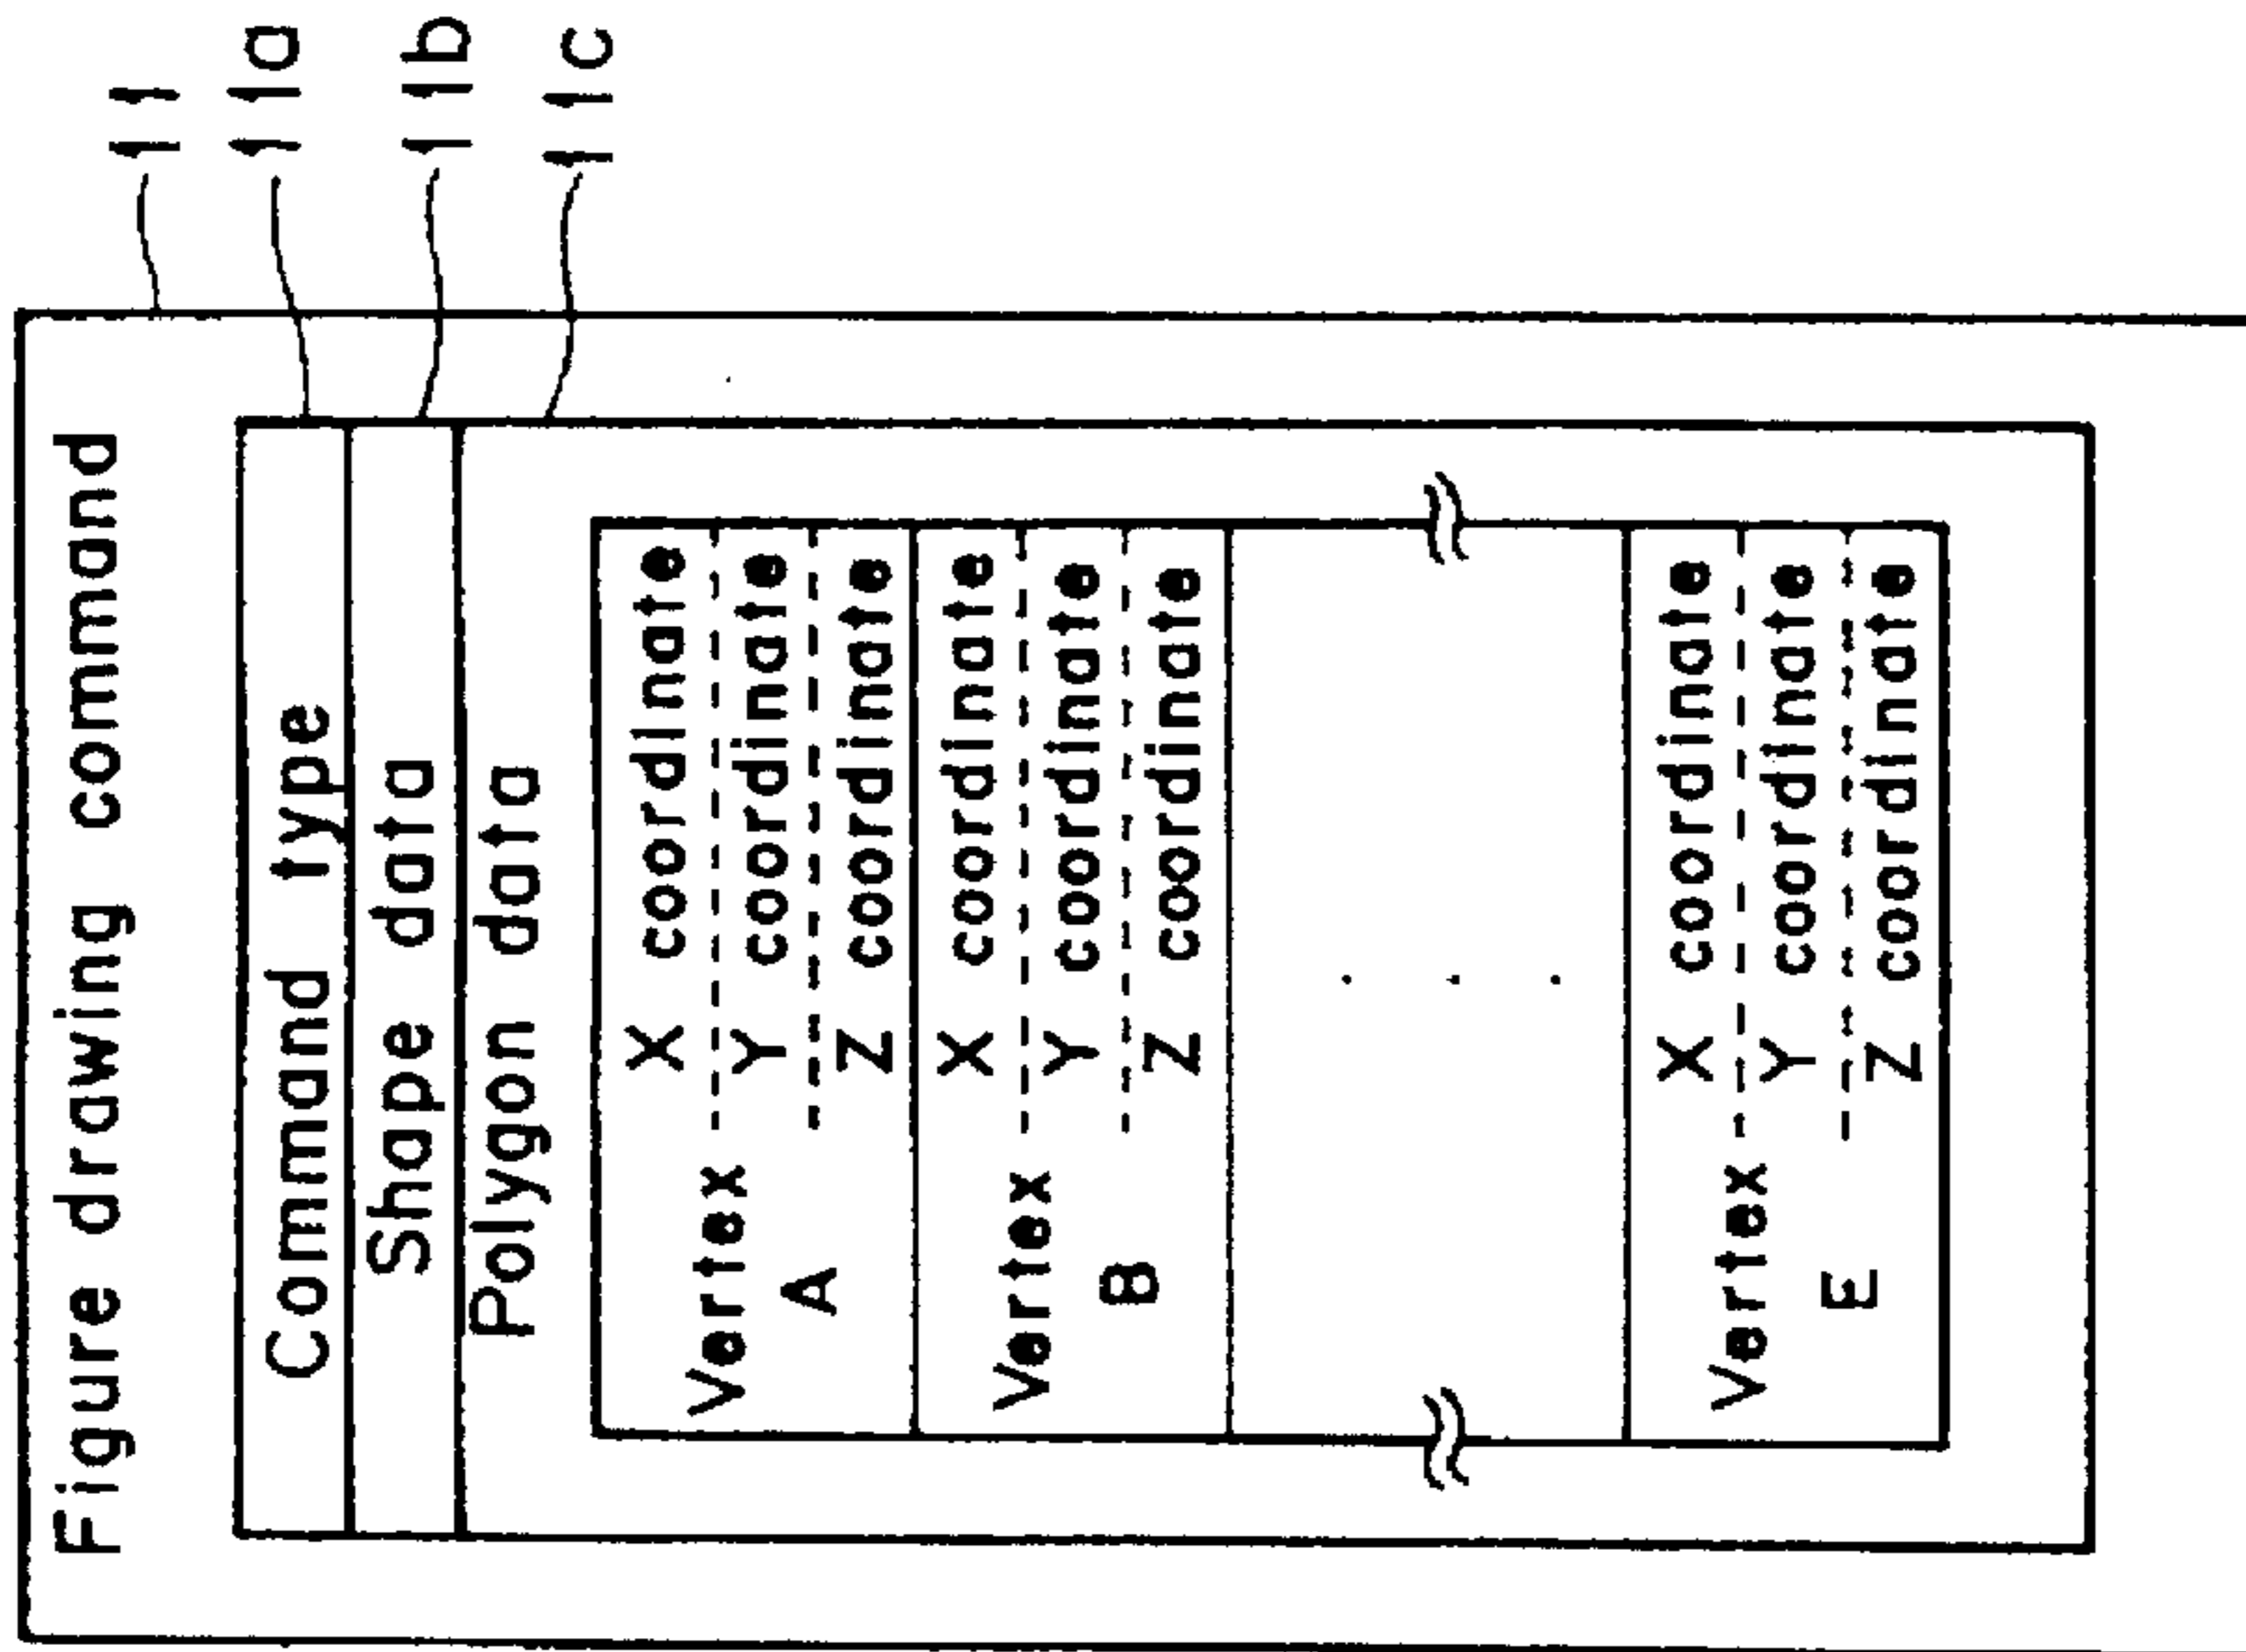 Figure drawing command
11
Command type
11a
Shape data
11b
Polygon data
11c
Vertex A
X coordinate
Y coordinate
Z coordinate
Vertex B
X coordinate
Y coordinate
Z coordinate
. . .
Vertex E
X coordinate
Y coordinate
Z coordinate